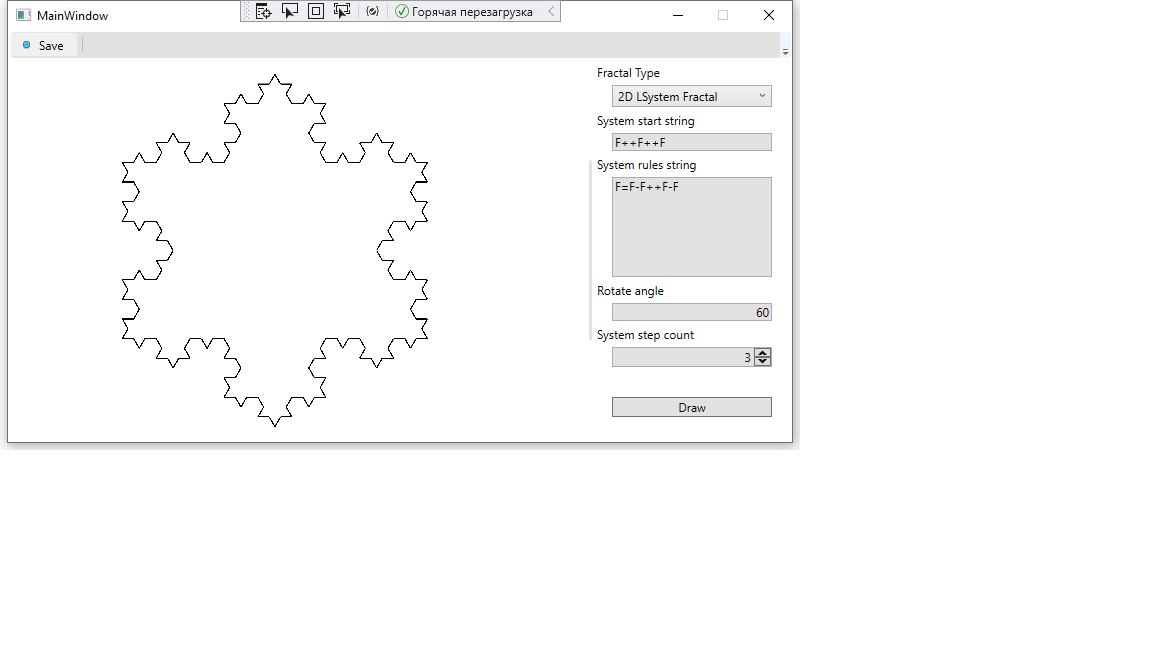 MainWindow
Горячая перезагрузка
Save
Fractal Type
2D LSystem Fractal
System start string
F++F++F
System rules string
F=F-F++F-F
Rotate angle
60
System step count
3
Draw